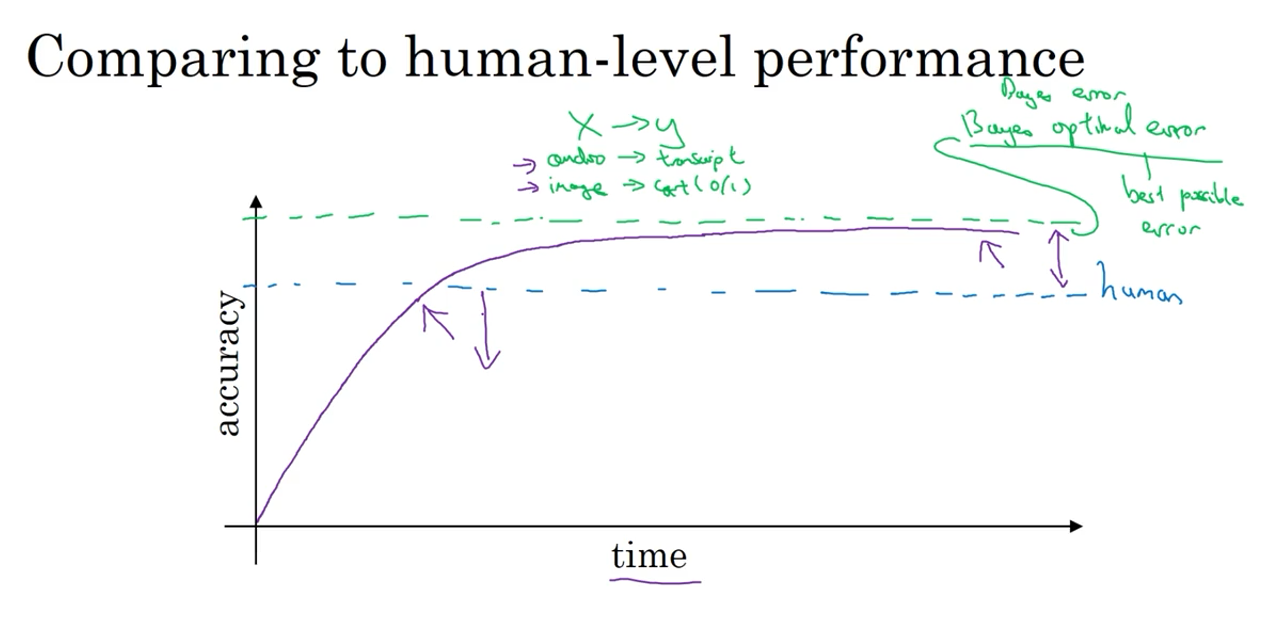 Comparing to human-level performance
Bayes error
Bayes optimal error
best possible
error
X → y
→ audio → transcript
→ image → cat (0/1)
human
accuracy
time